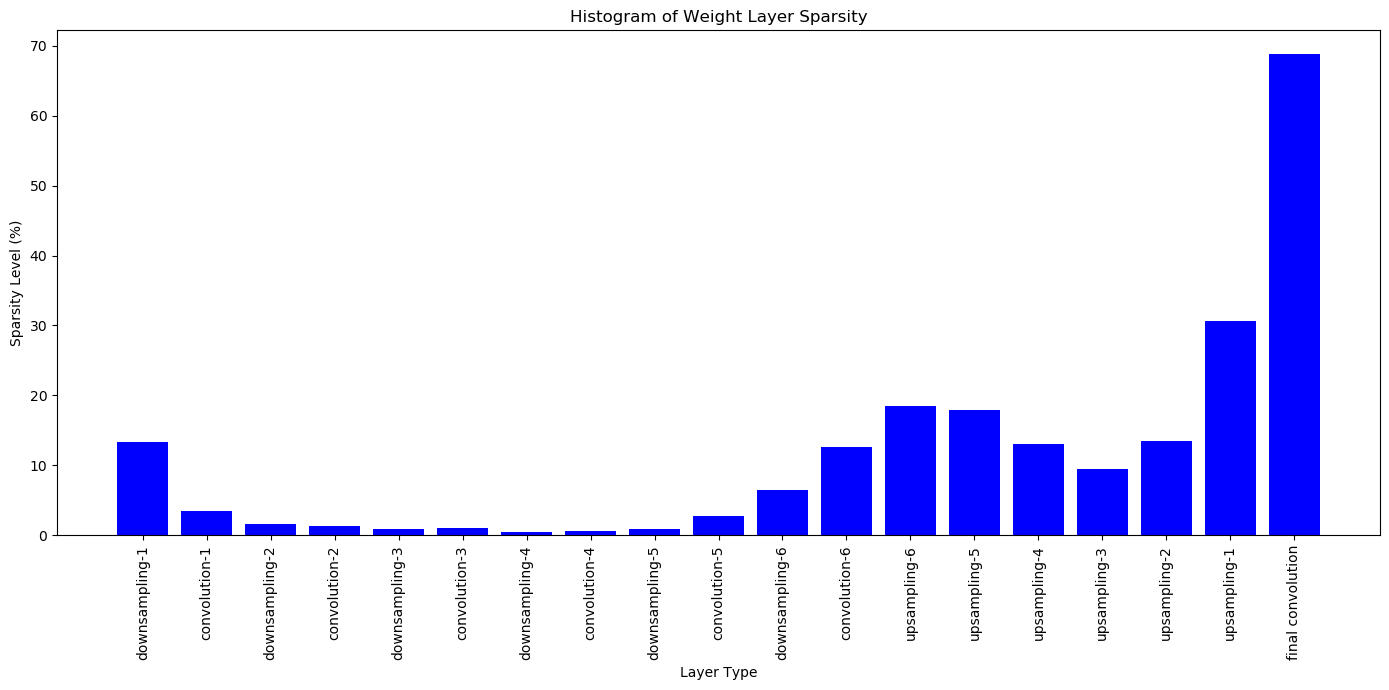 Histogram of Weight Layer Sparsity
Sparsity Level (%)
70
60
50
40
30
20
10
0
downsampling-1
convolution-1
downsampling-2
convolution-2
downsampling-3
convolution-3
downsampling-4
convolution-4
downsampling-5
convolution-5
downsampling-6
convolution-6
upsampling-6
upsampling-5
upsampling-4
upsampling-3
upsampling-2
upsampling-1
final convolution
Layer Type